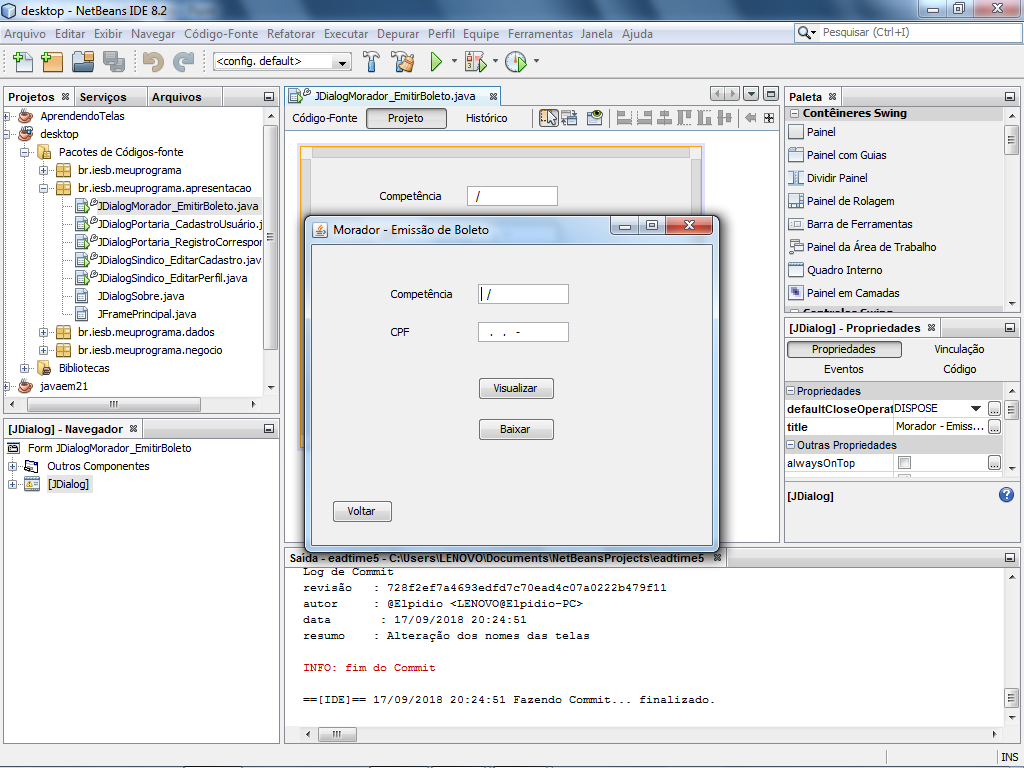 desktop - NetBeans IDE 8.2
Arquivo Editar Exibir Navegar Código-Fonte Refatorar Executar Depurar Perfil Equipe Ferramentas Janela Ajuda
Pesquisar (Ctrl+I)
<config. default>
Projetos Serviços Arquivos
AprendendoTelas
desktop
Pacotes de Códigos-fonte
br.iesb.meuprograma
br.iesb.meuprograma.apresentacao
JDialogMorador_EmitirBoleto.java
JDialogPortaria_CadastroUsuário.j
JDialogPortaria_RegistroCorrespor
JDialogSindico_EditarCadastro.jav
JDialogSindico_EditarPerfil.java
JDialogSobre.java
JFramePrincipal.java
br.iesb.meuprograma.dados
br.iesb.meuprograma.negocio
Bibliotecas
javaem21
[JDialog] - Navegador
Form JDialogMorador_EmitirBoleto
Outros Componentes
[JDialog]
JDialogMorador_EmitirBoleto.java
Código-Fonte Projeto Histórico
Competência /
Morador - Emissão de Boleto
Competência /
CPF . . -
Visualizar
Baixar
Voltar
Saída - eadtime5 - C:\Users\LENOVO\Documents\NetBeansProjects\eadtime5
Log de Commit
revisão : 728f2ef7a4693edfd7c70ead4c07a0222b479f11
autor : @Elpidio <LENOVO@Elpidio-PC>
data : 17/09/2018 20:24:51
resumo : Alteração dos nomes das telas
INFO: fim do Commit
==[IDE]== 17/09/2018 20:24:51 Fazendo Commit... finalizado.
Paleta
Contêineres Swing
Painel
Painel com Guias
Dividir Painel
Painel de Rolagem
Barra de Ferramentas
Painel da Área de Trabalho
Quadro Interno
Painel em Camadas
Controles Swing
[JDialog] - Propriedades
Propriedades Vinculação
Eventos Código
Propriedades
defaultCloseOperat DISPOSE ...
title Morador - Emiss... ...
Outras Propriedades
alwaysOnTop ...
[JDialog]
INS